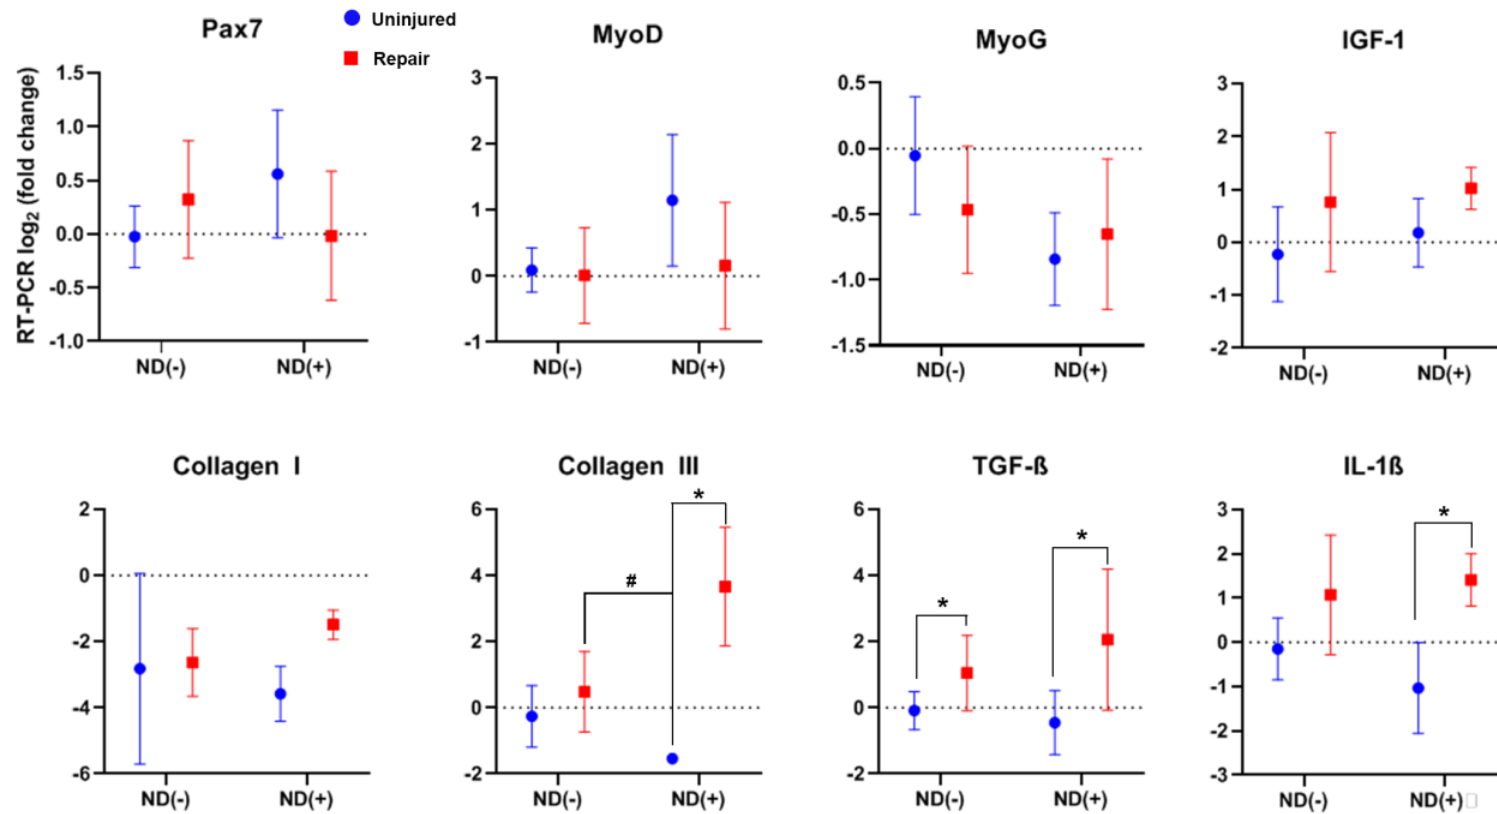 Pax7
Uninjured
Repair
MyoD
MyoG
IGF-1
RT-PCR log2 (fold change)
1.5
1.0
0.5
0.0
-0.5
-1.0
ND(-) ND(+)
3
2
1
0
-1
ND(-) ND(+)
0.5
0.0
-0.5
-1.0
-1.5
ND(-) ND(+)
3
2
1
0
-1
-2
ND(-) ND(+)
Collagen I
2
0
-2
-4
-6
ND(-) ND(+)
Collagen III
6
4
2
0
-2
#
*
ND(-) ND(+)
TGF-ß
6
4
2
0
-2
*
*
ND(-) ND(+)
IL-1ß
3
2
1
0
-1
-2
-3
*
ND(-) ND(+)